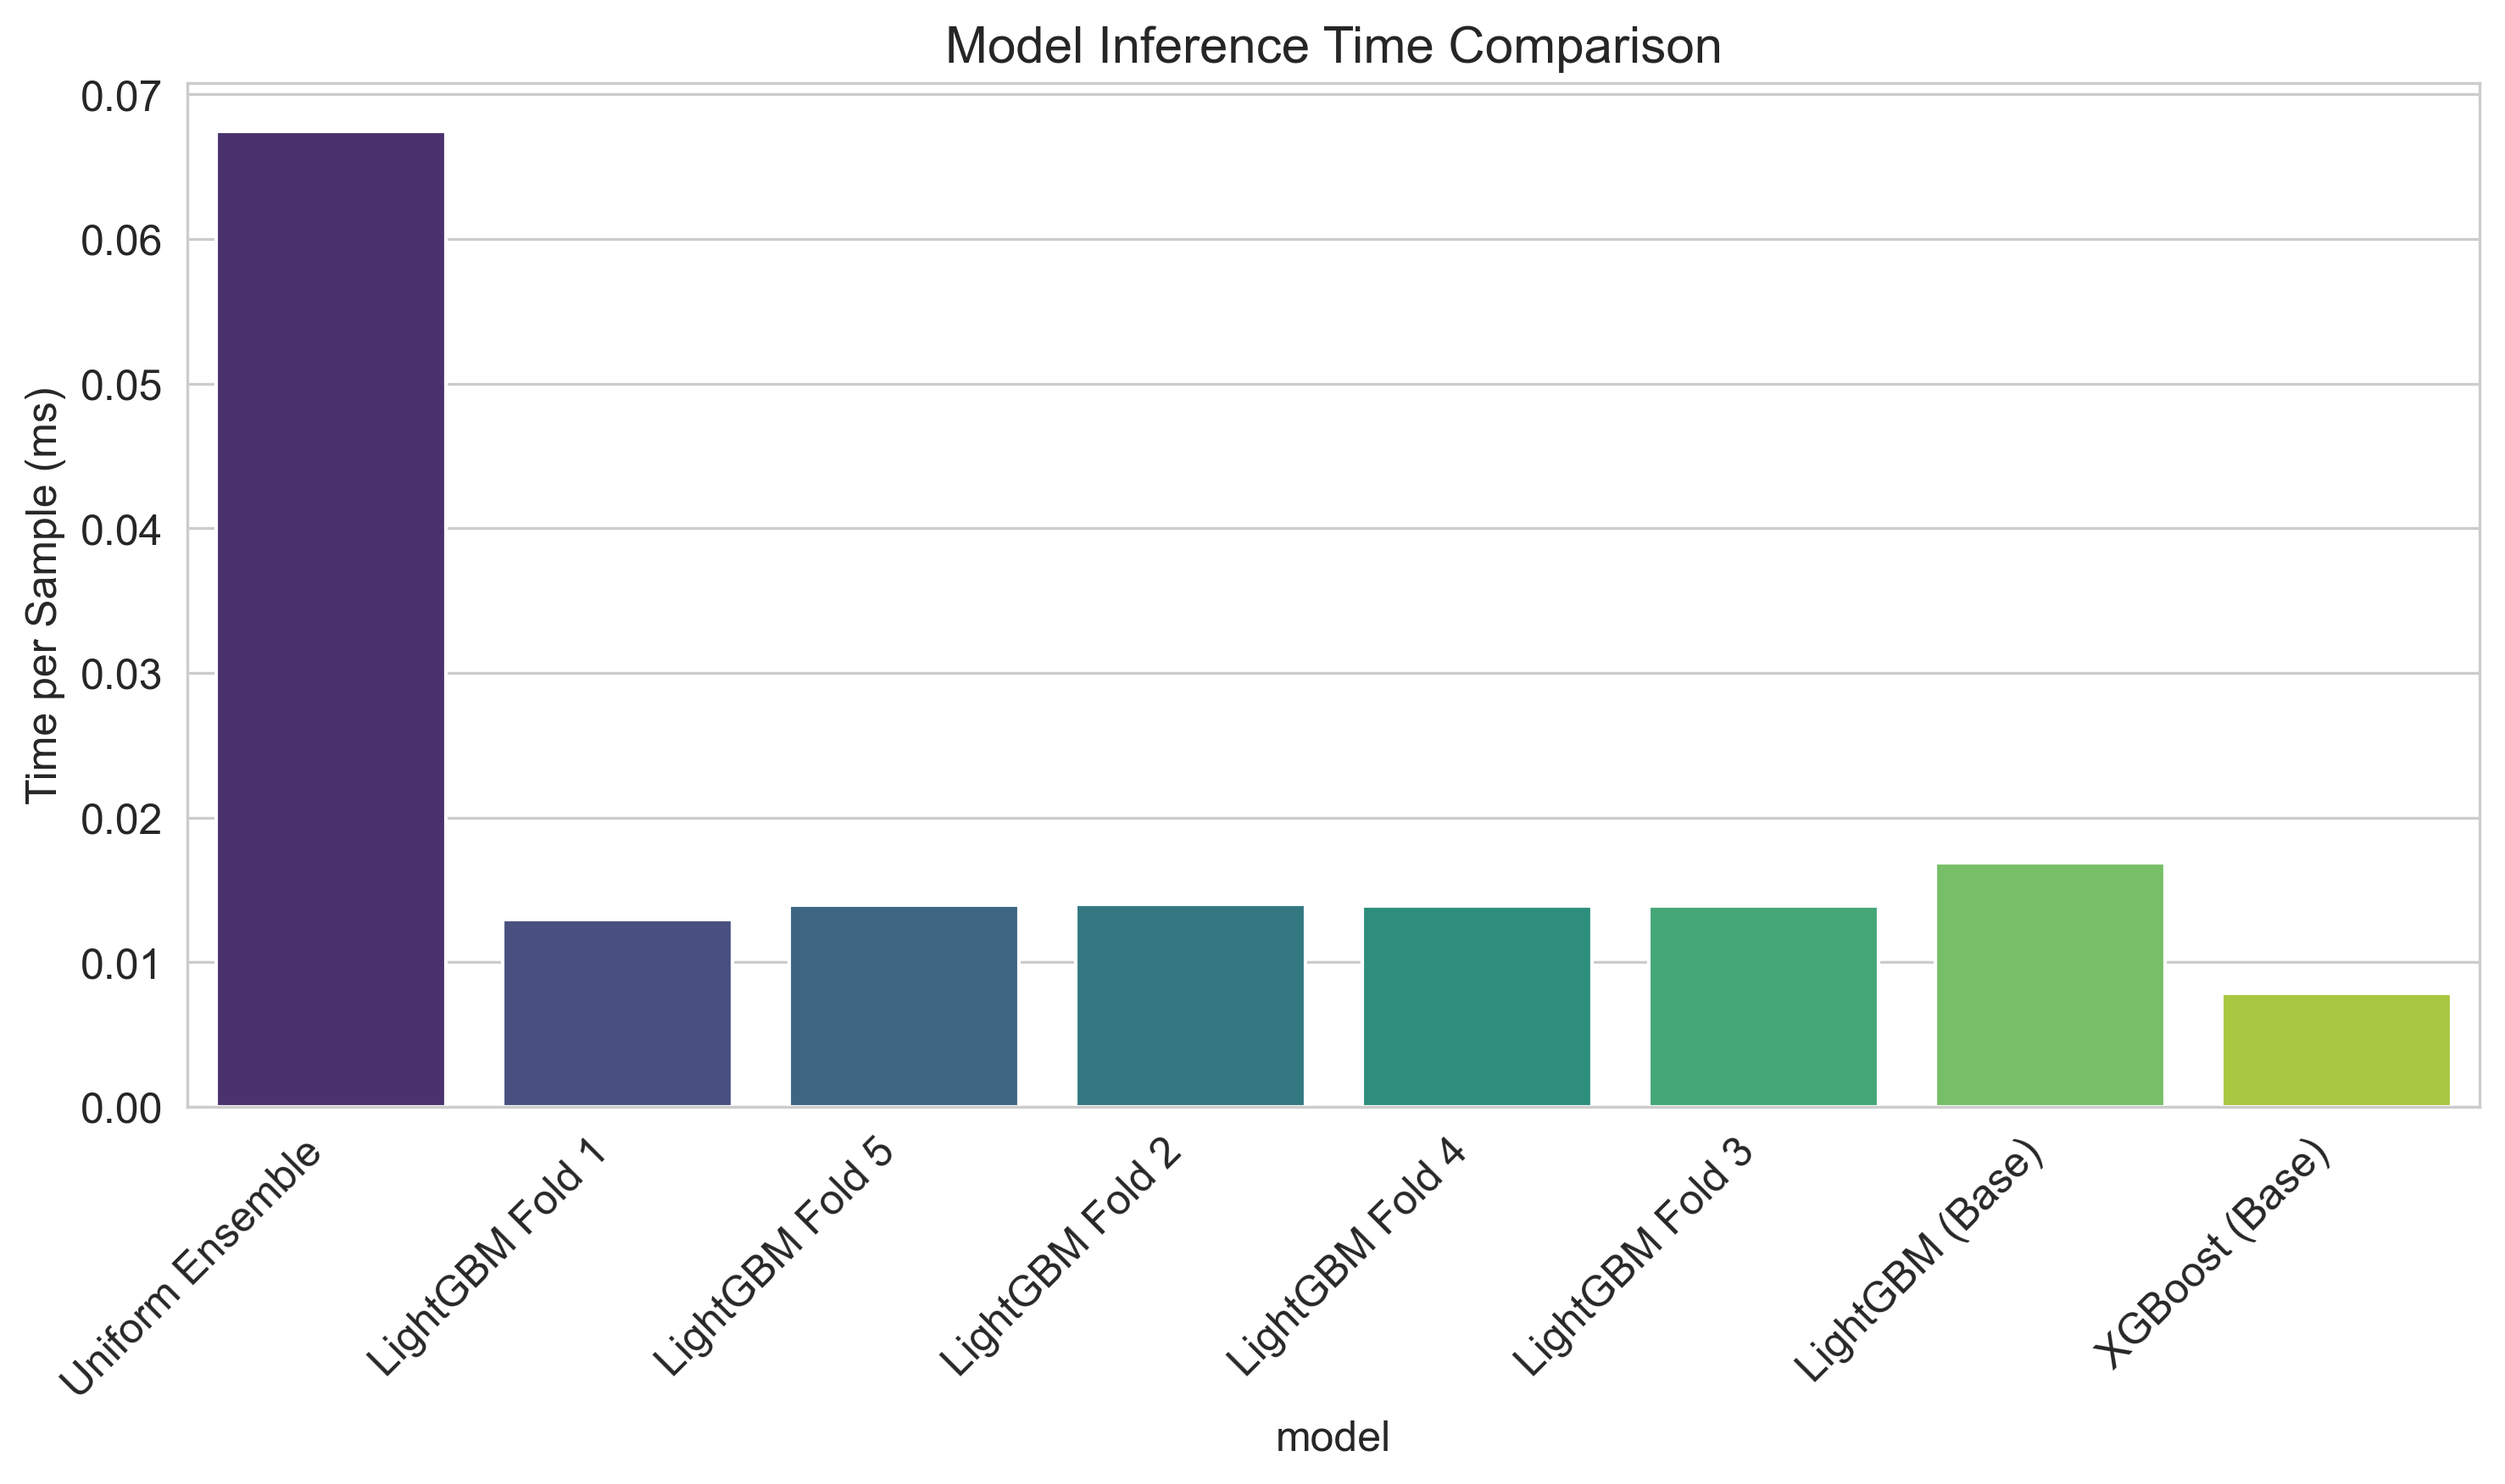 Model Inference Time Comparison
Time per Sample (ms)
0.07
0.06
0.05
0.04
0.03
0.02
0.01
0.00
Uniform Ensemble
LightGBM Fold 1
LightGBM Fold 5
LightGBM Fold 2
LightGBM Fold 4
LightGBM Fold 3
LightGBM (Base)
XGBoost (Base)
model